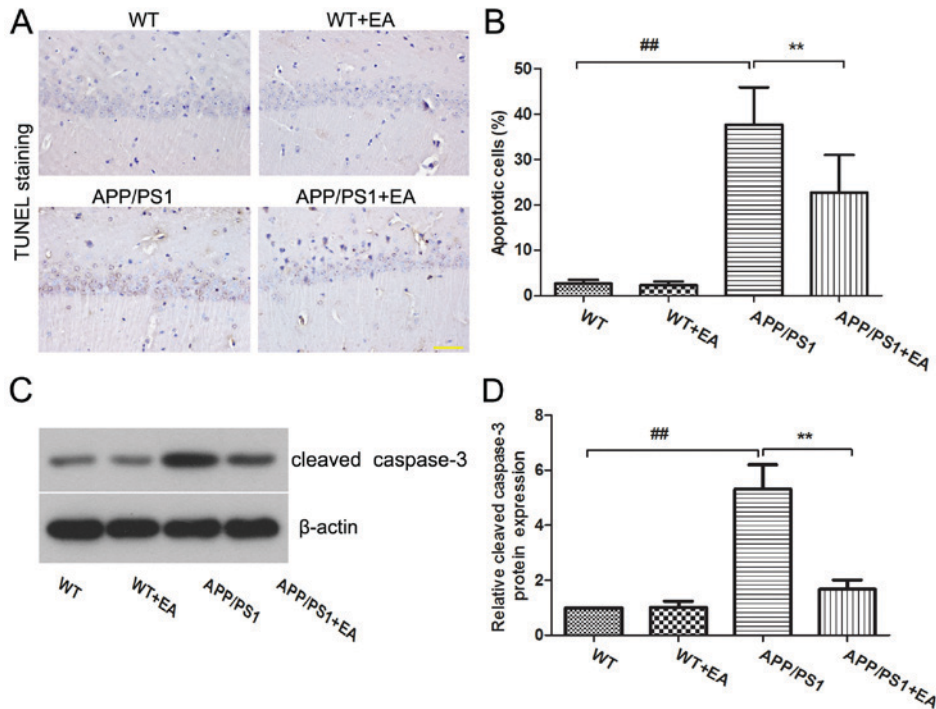 A
WT
WT+EA
APP/PS1
APP/PS1+EA
TUNEL staining
B
##
**
50
40
30
20
10
0
Apoptotic cells (%)
WT
WT+EA
APP/PS1
APP/PS1+EA
C
cleaved caspase-3
β-actin
WT
WT+EA
APP/PS1
APP/PS1+EA
D
##
**
8
6
4
2
0
Relative cleaved caspase-3
protein expression
WT
WT+EA
APP/PS1
APP/PS1+EA